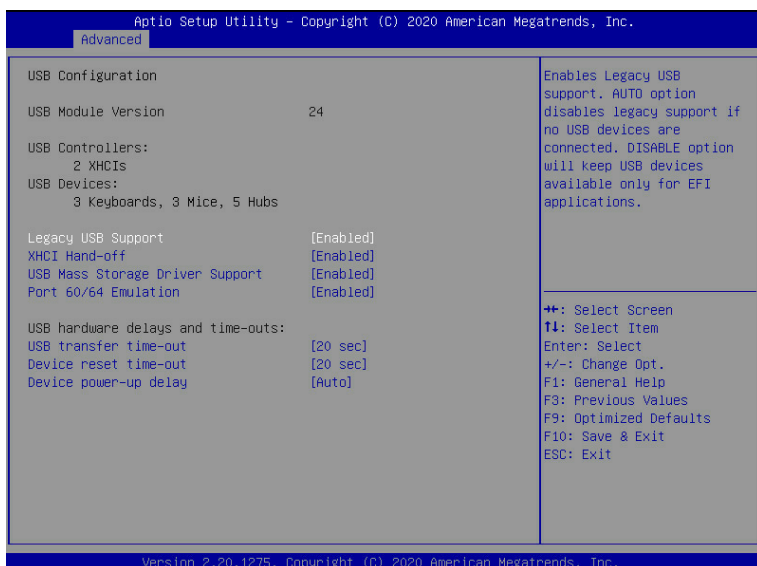 Aptio Setup Utility – Copyright (C) 2020 American Megatrends, Inc.
Advanced
USB Configuration
USB Module Version 24
USB Controllers:
2 XHCIs
USB Devices:
3 Keyboards, 3 Mice, 5 Hubs
Legacy USB Support [Enabled]
XHCI Hand-off [Enabled]
USB Mass Storage Driver Support [Enabled]
Port 60/64 Emulation [Enabled]
USB hardware delays and time-outs:
USB transfer time-out [20 sec]
Device reset time-out [20 sec]
Device power-up delay [Auto]
Enables Legacy USB
support. AUTO option
disables legacy support if
no USB devices are
connected. DISABLE option
will keep USB devices
available only for EFI
applications.
→←: Select Screen
↑↓: Select Item
Enter: Select
+/-: Change Opt.
F1: General Help
F3: Previous Values
F9: Optimized Defaults
F10: Save & Exit
ESC: Exit
Version 2.20.1275. Copyright (C) 2020 American Megatrends, Inc.